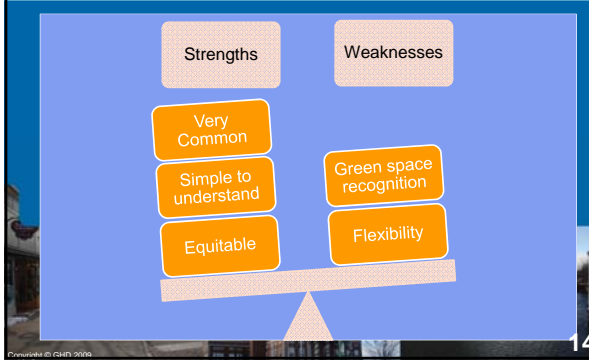 Strengths
Weaknesses
Very
Common
Simple to
understand
Equitable
Green space
recognition
Flexibility
Copyright © GHD 2009
14